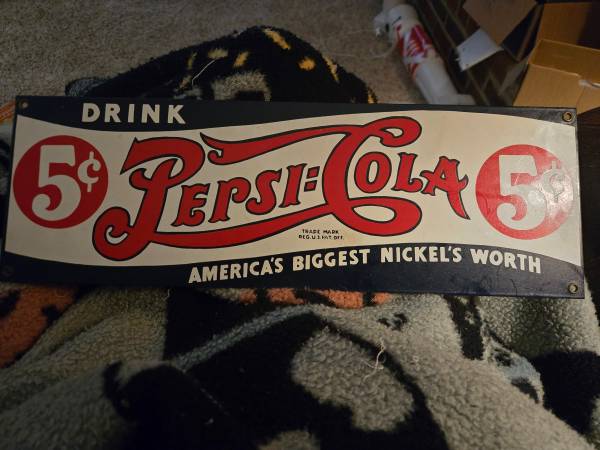 DRINK
5¢ PEPSI:COLA 5¢
TRADE MARK
REG. U.S. PAT. OFF.
AMERICA'S BIGGEST NICKEL'S WORTH